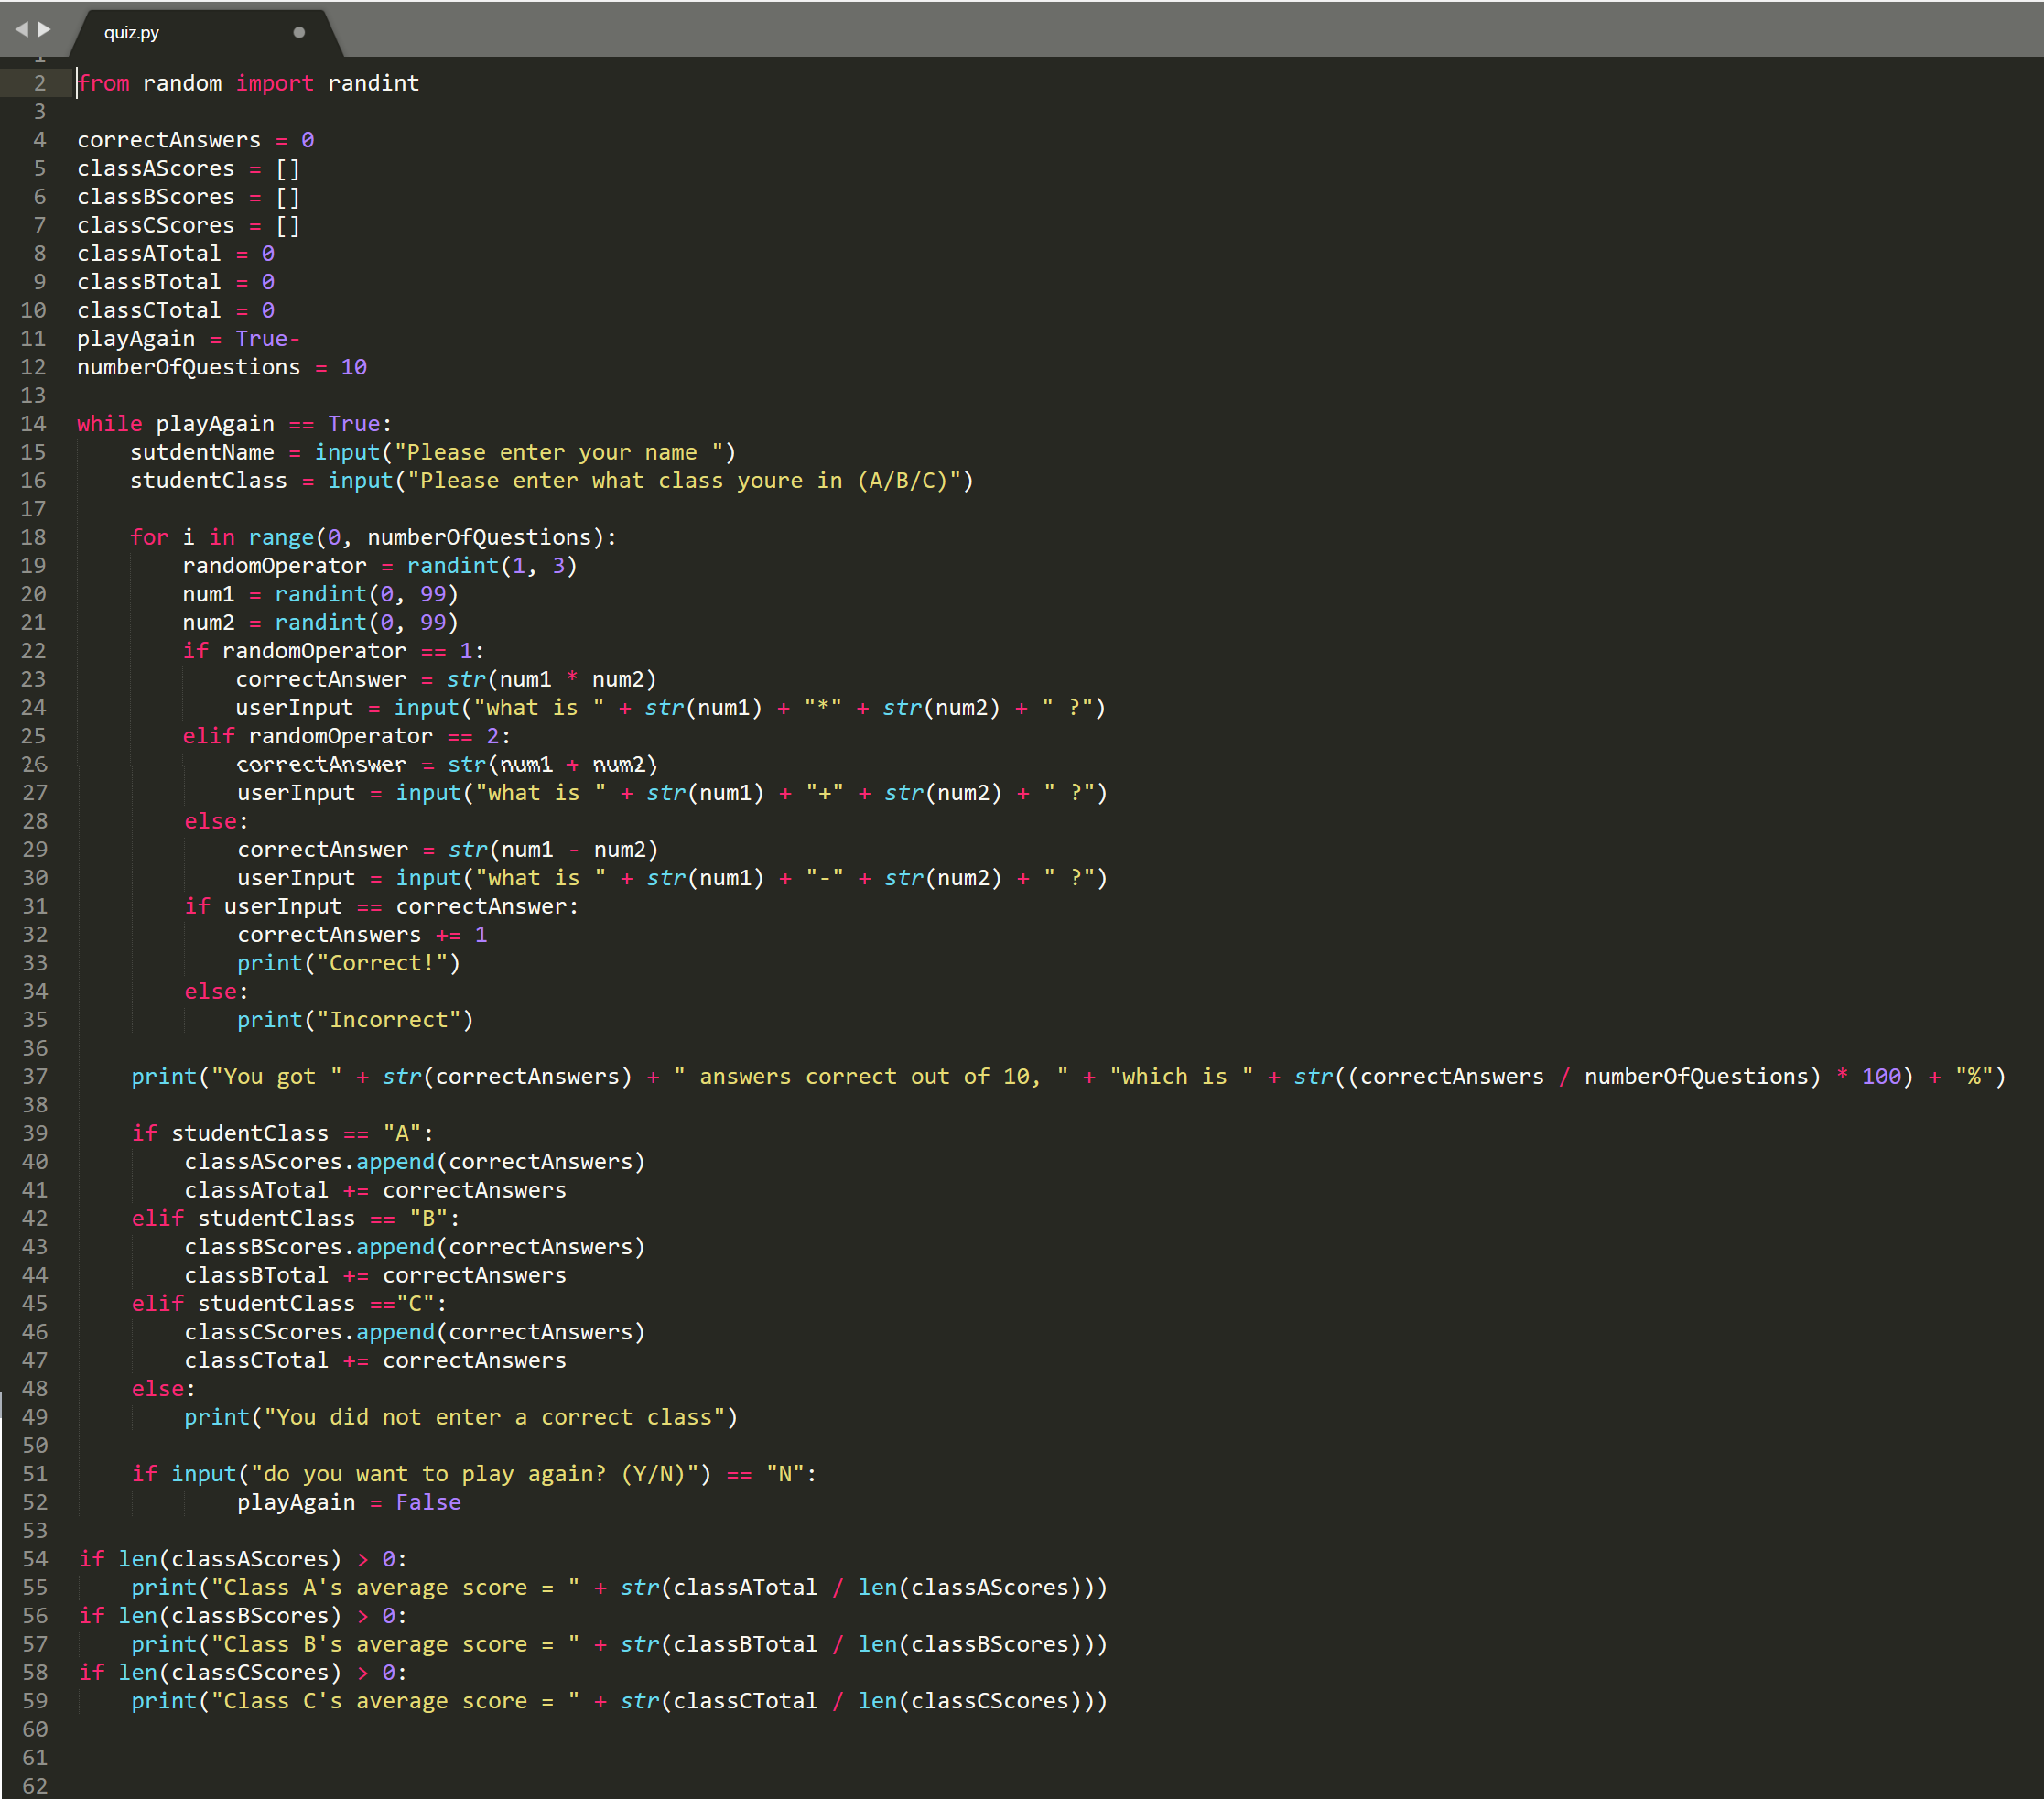 quiz.py
1
2 from random import randint
3
4 correctAnswers = 0
5 classAScores = []
6 classBScores = []
7 classCScores = []
8 classATotal = 0
9 classBTotal = 0
10 classCTotal = 0
11 playAgain = True-
12 numberOfQuestions = 10
13
14 while playAgain == True:
15     sutdentName = input("Please enter your name ")
16     studentClass = input("Please enter what class youre in (A/B/C)")
17
18     for i in range(0, numberOfQuestions):
19         randomOperator = randint(1, 3)
20         num1 = randint(0, 99)
21         num2 = randint(0, 99)
22         if randomOperator == 1:
23             correctAnswer = str(num1 * num2)
24             userInput = input("what is " + str(num1) + "*" + str(num2) + " ?")
25         elif randomOperator == 2:
26             correctAnswer = str(num1 + num2)
27             userInput = input("what is " + str(num1) + "+" + str(num2) + " ?")
28         else:
29             correctAnswer = str(num1 - num2)
30             userInput = input("what is " + str(num1) + "-" + str(num2) + " ?")
31         if userInput == correctAnswer:
32             correctAnswers += 1
33             print("Correct!")
34         else:
35             print("Incorrect")
36
37     print("You got " + str(correctAnswers) + " answers correct out of 10, " + "which is " + str((correctAnswers / numberOfQuestions) * 100) + "%")
38
39     if studentClass == "A":
40         classAScores.append(correctAnswers)
41         classATotal += correctAnswers
42     elif studentClass == "B":
43         classBScores.append(correctAnswers)
44         classBTotal += correctAnswers
45     elif studentClass =="C":
46         classCScores.append(correctAnswers)
47         classCTotal += correctAnswers
48     else:
49         print("You did not enter a correct class")
50
51     if input("do you want to play again? (Y/N)") == "N":
52             playAgain = False
53
54 if len(classAScores) > 0:
55     print("Class A's average score = " + str(classATotal / len(classAScores)))
56 if len(classBScores) > 0:
57     print("Class B's average score = " + str(classBTotal / len(classBScores)))
58 if len(classCScores) > 0:
59     print("Class C's average score = " + str(classCTotal / len(classCScores)))
60
61
62